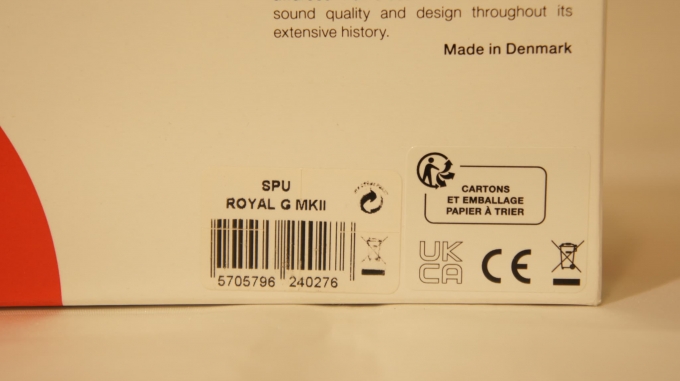 sound quality and design throughout its
extensive history.
Made in Denmark
SPU
ROYAL G MKII
5705796 240276
CARTONS
ET EMBALLAGE
PAPIER À TRIER
UK
CA
CE